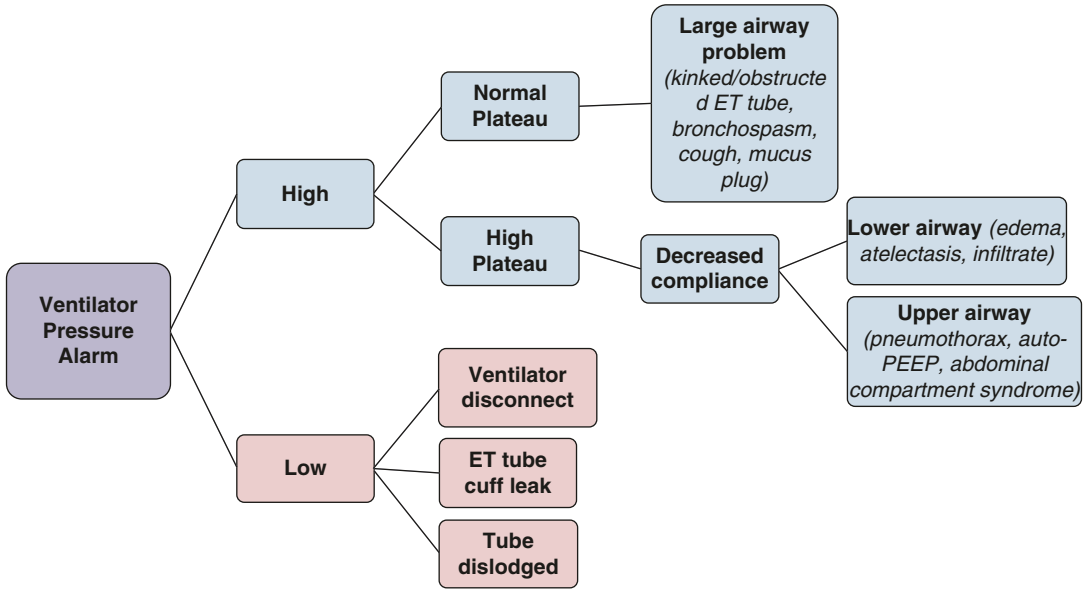 Ventilator
Pressure
Alarm
High
Normal
Plateau
Large airway
problem
(kinked/obstructe
d ET tube,
bronchospasm,
cough, mucus
plug)
High
Plateau
Decreased
compliance
Lower airway (edema,
atelectasis, infiltrate)
Upper airway
(pneumothorax, auto-
PEEP, abdominal
compartment syndrome)
Low
Ventilator
disconnect
ET tube
cuff leak
Tube
dislodged